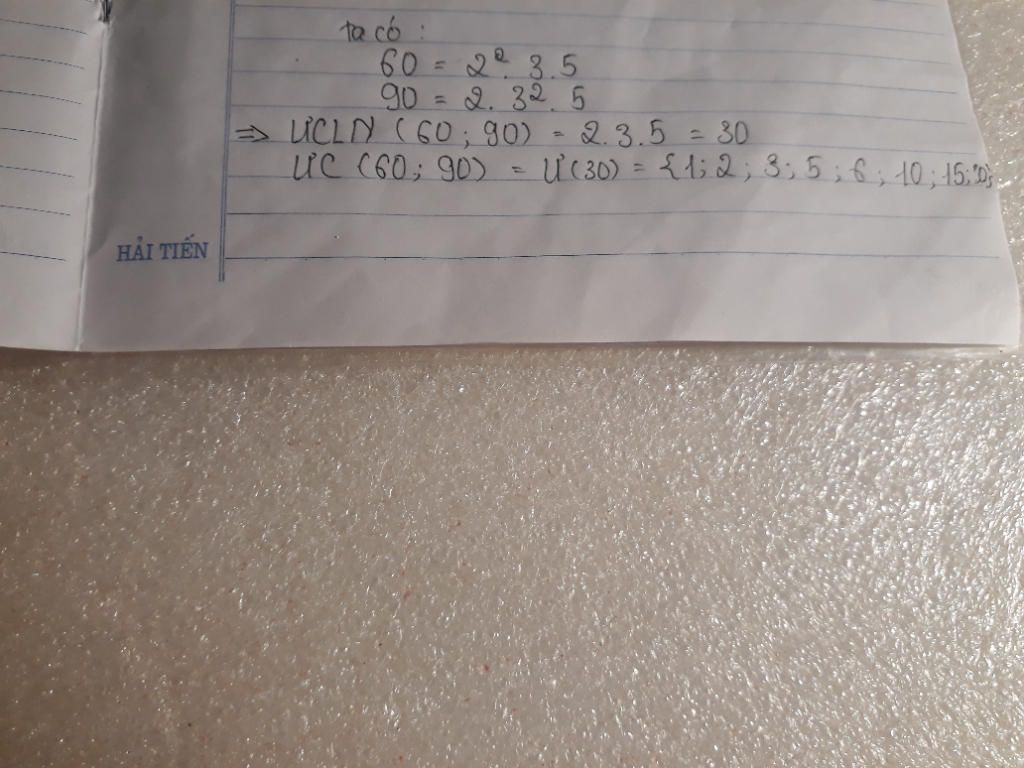 ta có :
60 = 2². 3. 5
90 = 2. 3². 5
⇒ ƯCLN (60 ; 90) = 2. 3. 5 = 30
ƯC (60; 90) = Ư(30) = {1; 2 ; 3 ; 5 ; 6 ; 10 ; 15;
HẢI TIẾN